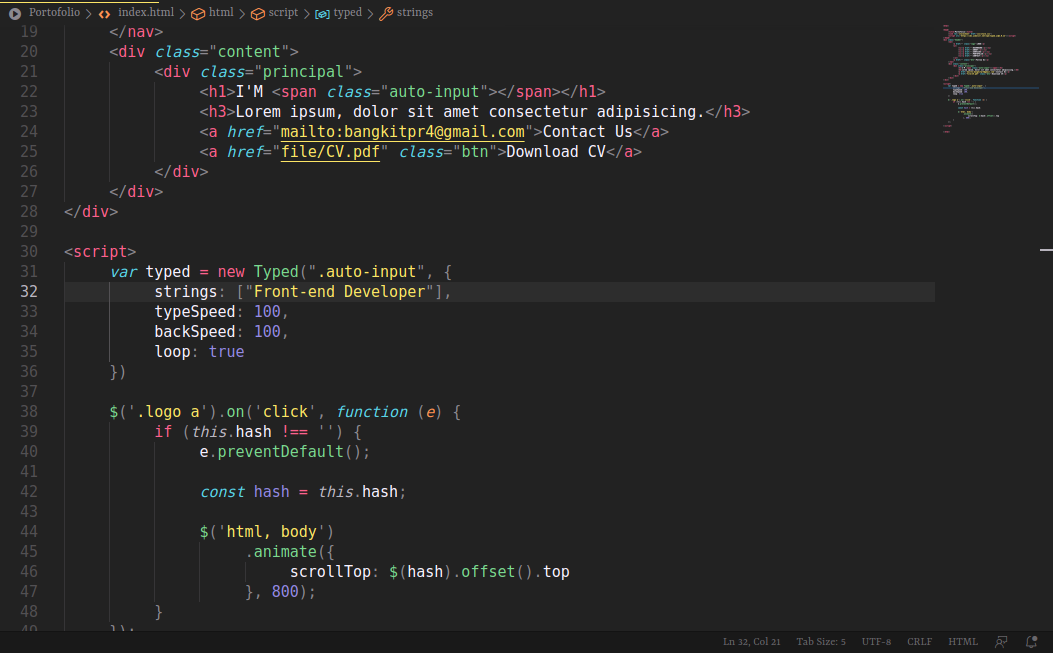 Portofolio > index.html > html > script > typed > strings
19 </nav>
20 <div class="content">
21 <div class="principal">
22 <h1>I'M <span class="auto-input"></span></h1>
23 <h3>Lorem ipsum, dolor sit amet consectetur adipisicing.</h3>
24 <a href="mailto:bangkitpr4@gmail.com">Contact Us</a>
25 <a href="file/CV.pdf" class="btn">Download CV</a>
26 </div>
27 </div>
28 </div>
29
30 <script>
31 var typed = new Typed(".auto-input", {
32 strings: ["Front-end Developer"],
33 typeSpeed: 100,
34 backSpeed: 100,
35 loop: true
36 })
37
38 $('.logo a').on('click', function (e) {
39 if (this.hash !== '') {
40 e.preventDefault();
41
42 const hash = this.hash;
43
44 $('html, body')
45 .animate({
46 scrollTop: $(hash).offset().top
47 }, 800);
48 }
49 });
Ln 32, Col 21 Tab Size: 5 UTF-8 CRLF HTML